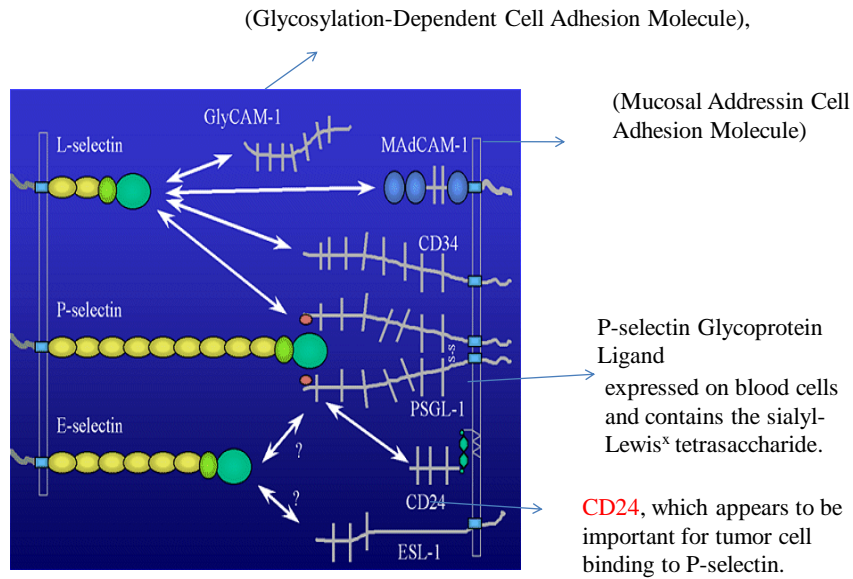 (Glycosylation-Dependent Cell Adhesion Molecule),
(Mucosal Addressin Cell
Adhesion Molecule)
GlyCAM-1
L-selectin
MAdCAM-1
CD34
P-selectin
S-S
PSGL-1
P-selectin Glycoprotein
Ligand
expressed on blood cells
and contains the sialyl-
Lewisˣ tetrasaccharide.
E-selectin
?
?
CD24
ESL-1
CD24, which appears to be
important for tumor cell
binding to P-selectin.